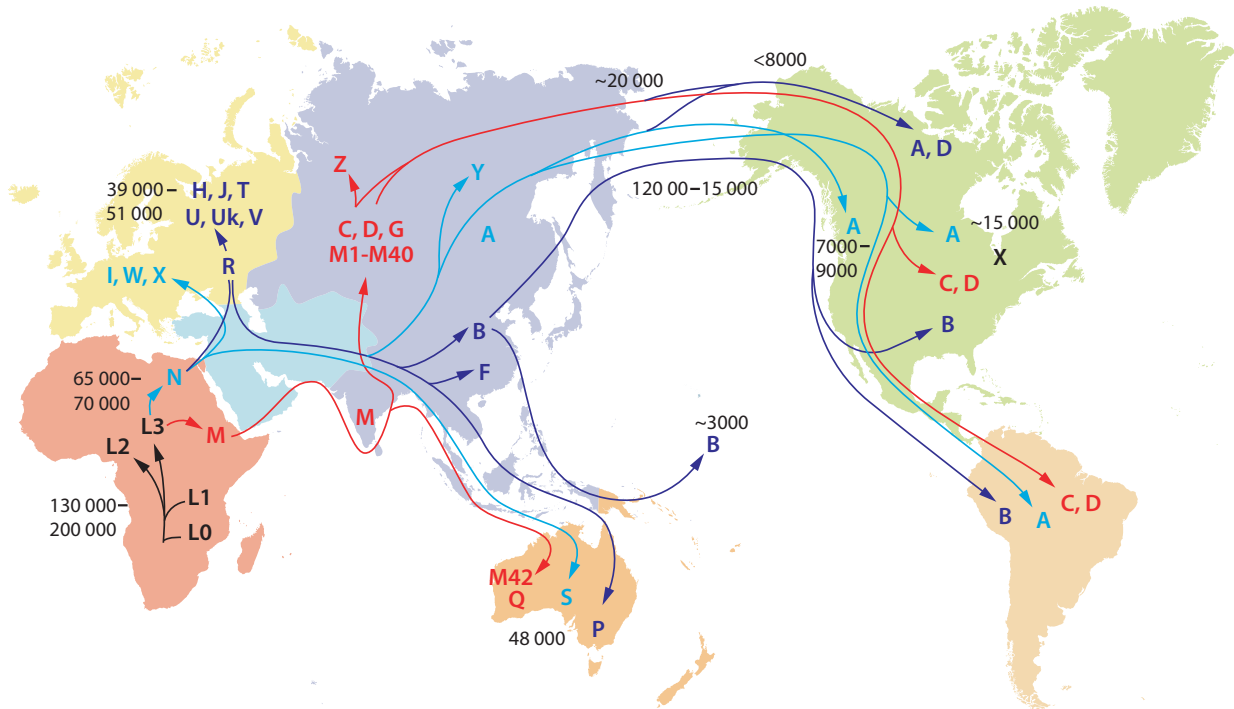 <8000
~20 000
A, D
Z
Y
39 000–
51 000
H, J, T
U, Uk, V
120 00–15 000
C, D, G
M1-M40
A
A
A
~15 000
X
7000–
9000
R
I, W, X
C, D
B
B
F
N
65 000–
70 000
L3
M
M
L2
~3000
B
130 000–
200 000
L1
L0
B
A
C, D
M42
Q
S
P
48 000